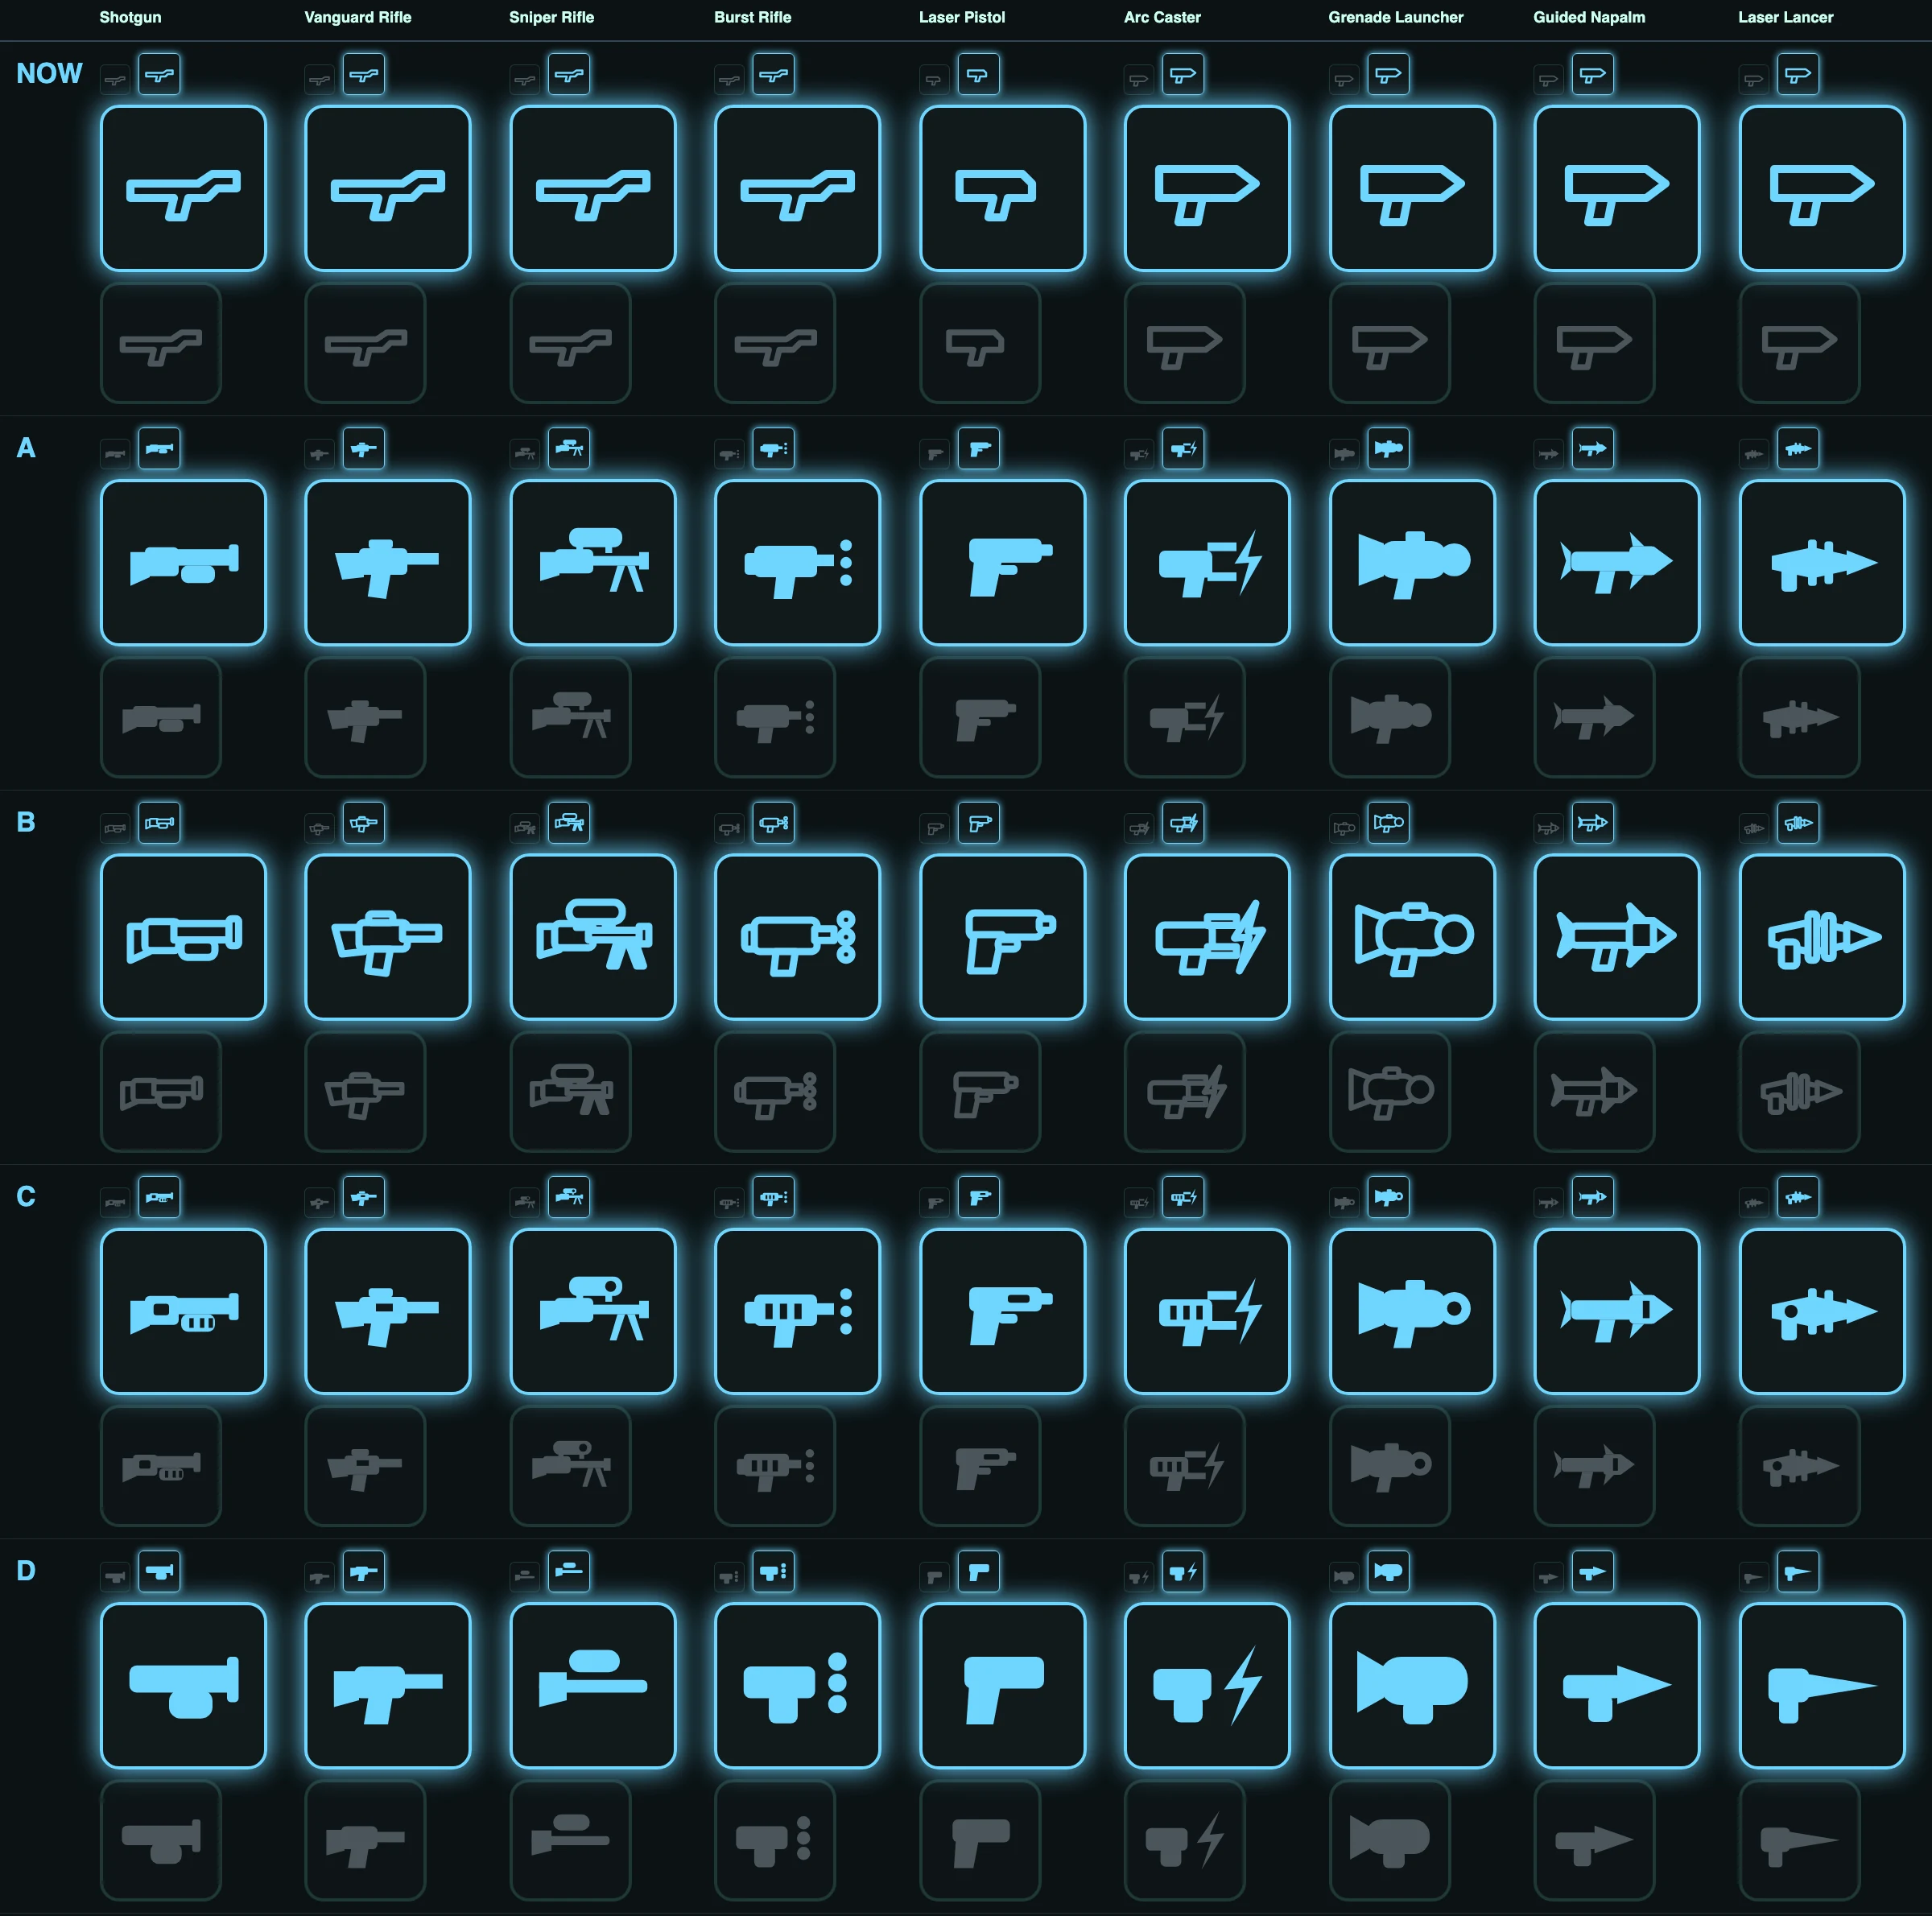 Shotgun Vanguard Rifle Sniper Rifle Burst Rifle Laser Pistol Arc Caster Grenade Launcher Guided Napalm Laser Lancer
NOW
A
B
C
D